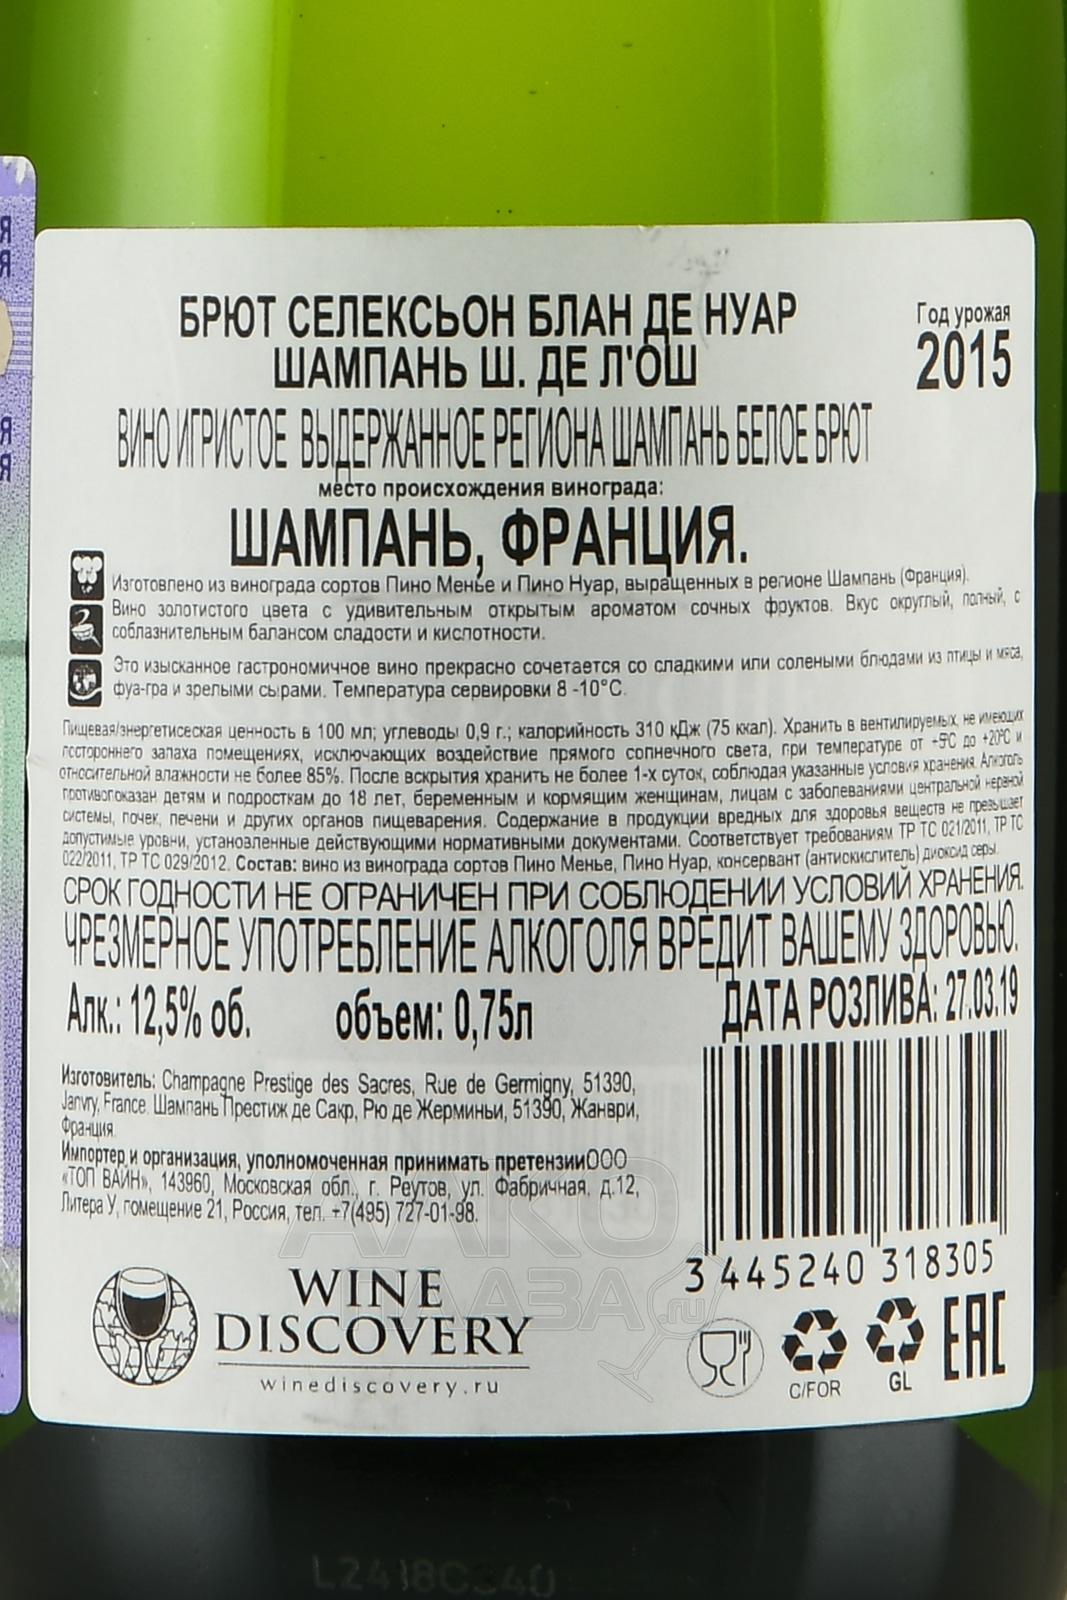 БРЮТ СЕЛЕКСЬОН БЛАН ДЕ НУАР
ШАМПАНЬ Ш. ДЕ Л'ОШ
Год урожая
2015
ВИНО ИГРИСТОЕ ВЫДЕРЖАННОЕ РЕГИОНА ШАМПАНЬ БЕЛОЕ БРЮТ
место происхождения винограда:
ШАМПАНЬ, ФРАНЦИЯ.
Изготовлено из винограда сортов Пино Менье и Пино Нуар, выращенных в регионе Шампань (Франция).
Вино золотистого цвета с удивительным открытым ароматом сочных фруктов. Вкус округлый, полный, с
соблазнительным балансом сладости и кислотности.
Это изысканное гастрономичное вино прекрасно сочетается со сладкими или солеными блюдами из птицы и мяса,
фуа-гра и зрелыми сырами. Температура сервировки 8 -10°С.
Пищевая/энергетисеская ценность в 100 мл; углеводы 0,9 г.; калорийность 310 кДж (75 ккал). Хранить в вентилируемых, не имеющих
постороннего запаха помещениях, исключающих воздействие прямого солнечного света, при температуре от +5°С до +20°С и
относительной влажности не более 85%. После вскрытия хранить не более 1-х суток, соблюдая указанные условия хранения. Алкоголь
противопоказан детям и подросткам до 18 лет, беременным и кормящим женщинам, лицам с заболеваниями центральной нервной
системы, почек, печени и других органов пищеварения. Содержание в продукции вредных для здоровья веществ не превышает
допустимые уровни, установленные действующими нормативными документами. Соответствует требованиям ТР ТС 021/2011, ТР ТС
022/2011, ТР ТС 029/2012. Состав: вино из винограда сортов Пино Менье, Пино Нуар, консервант (антиокислитель) диоксид серы.
СРОК ГОДНОСТИ НЕ ОГРАНИЧЕН ПРИ СОБЛЮДЕНИИ УСЛОВИЙ ХРАНЕНИЯ.
ЧРЕЗМЕРНОЕ УПОТРЕБЛЕНИЕ АЛКОГОЛЯ ВРЕДИТ ВАШЕМУ ЗДОРОВЬЮ.
Алк.: 12,5% об. объем: 0,75л ДАТА РОЗЛИВА: 27.03.19
Изготовитель: Champagne Prestige des Sacres, Rue de Germigny, 51390,
Janvry, France. Шампань Престиж де Сакр, Рю де Жерминьи, 51390, Жанври,
Франция.
Импортер и организация, уполномоченная принимать претензииООО
«ТОП ВАЙН», 143960, Московская обл., г. Реутов, ул. Фабричная, д.12,
Литера У, помещение 21, Россия, тел. +7(495) 727-01-98.
3 445240 318305
WINE
DISCOVERY
winediscovery.ru
C/FOR
GL
ЕАС
АЛКО
ПЛАЗА.ru